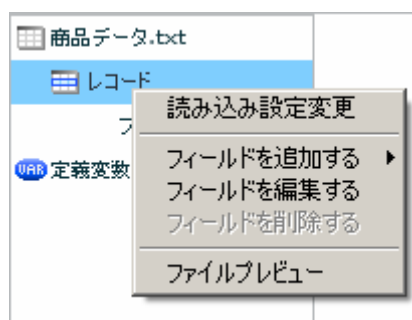 商品データ.txt
レコード
フ
VAR 定義変数
読み込み設定変更
フィールドを追加する
フィールドを編集する
フィールドを削除する
ファイルプレビュー